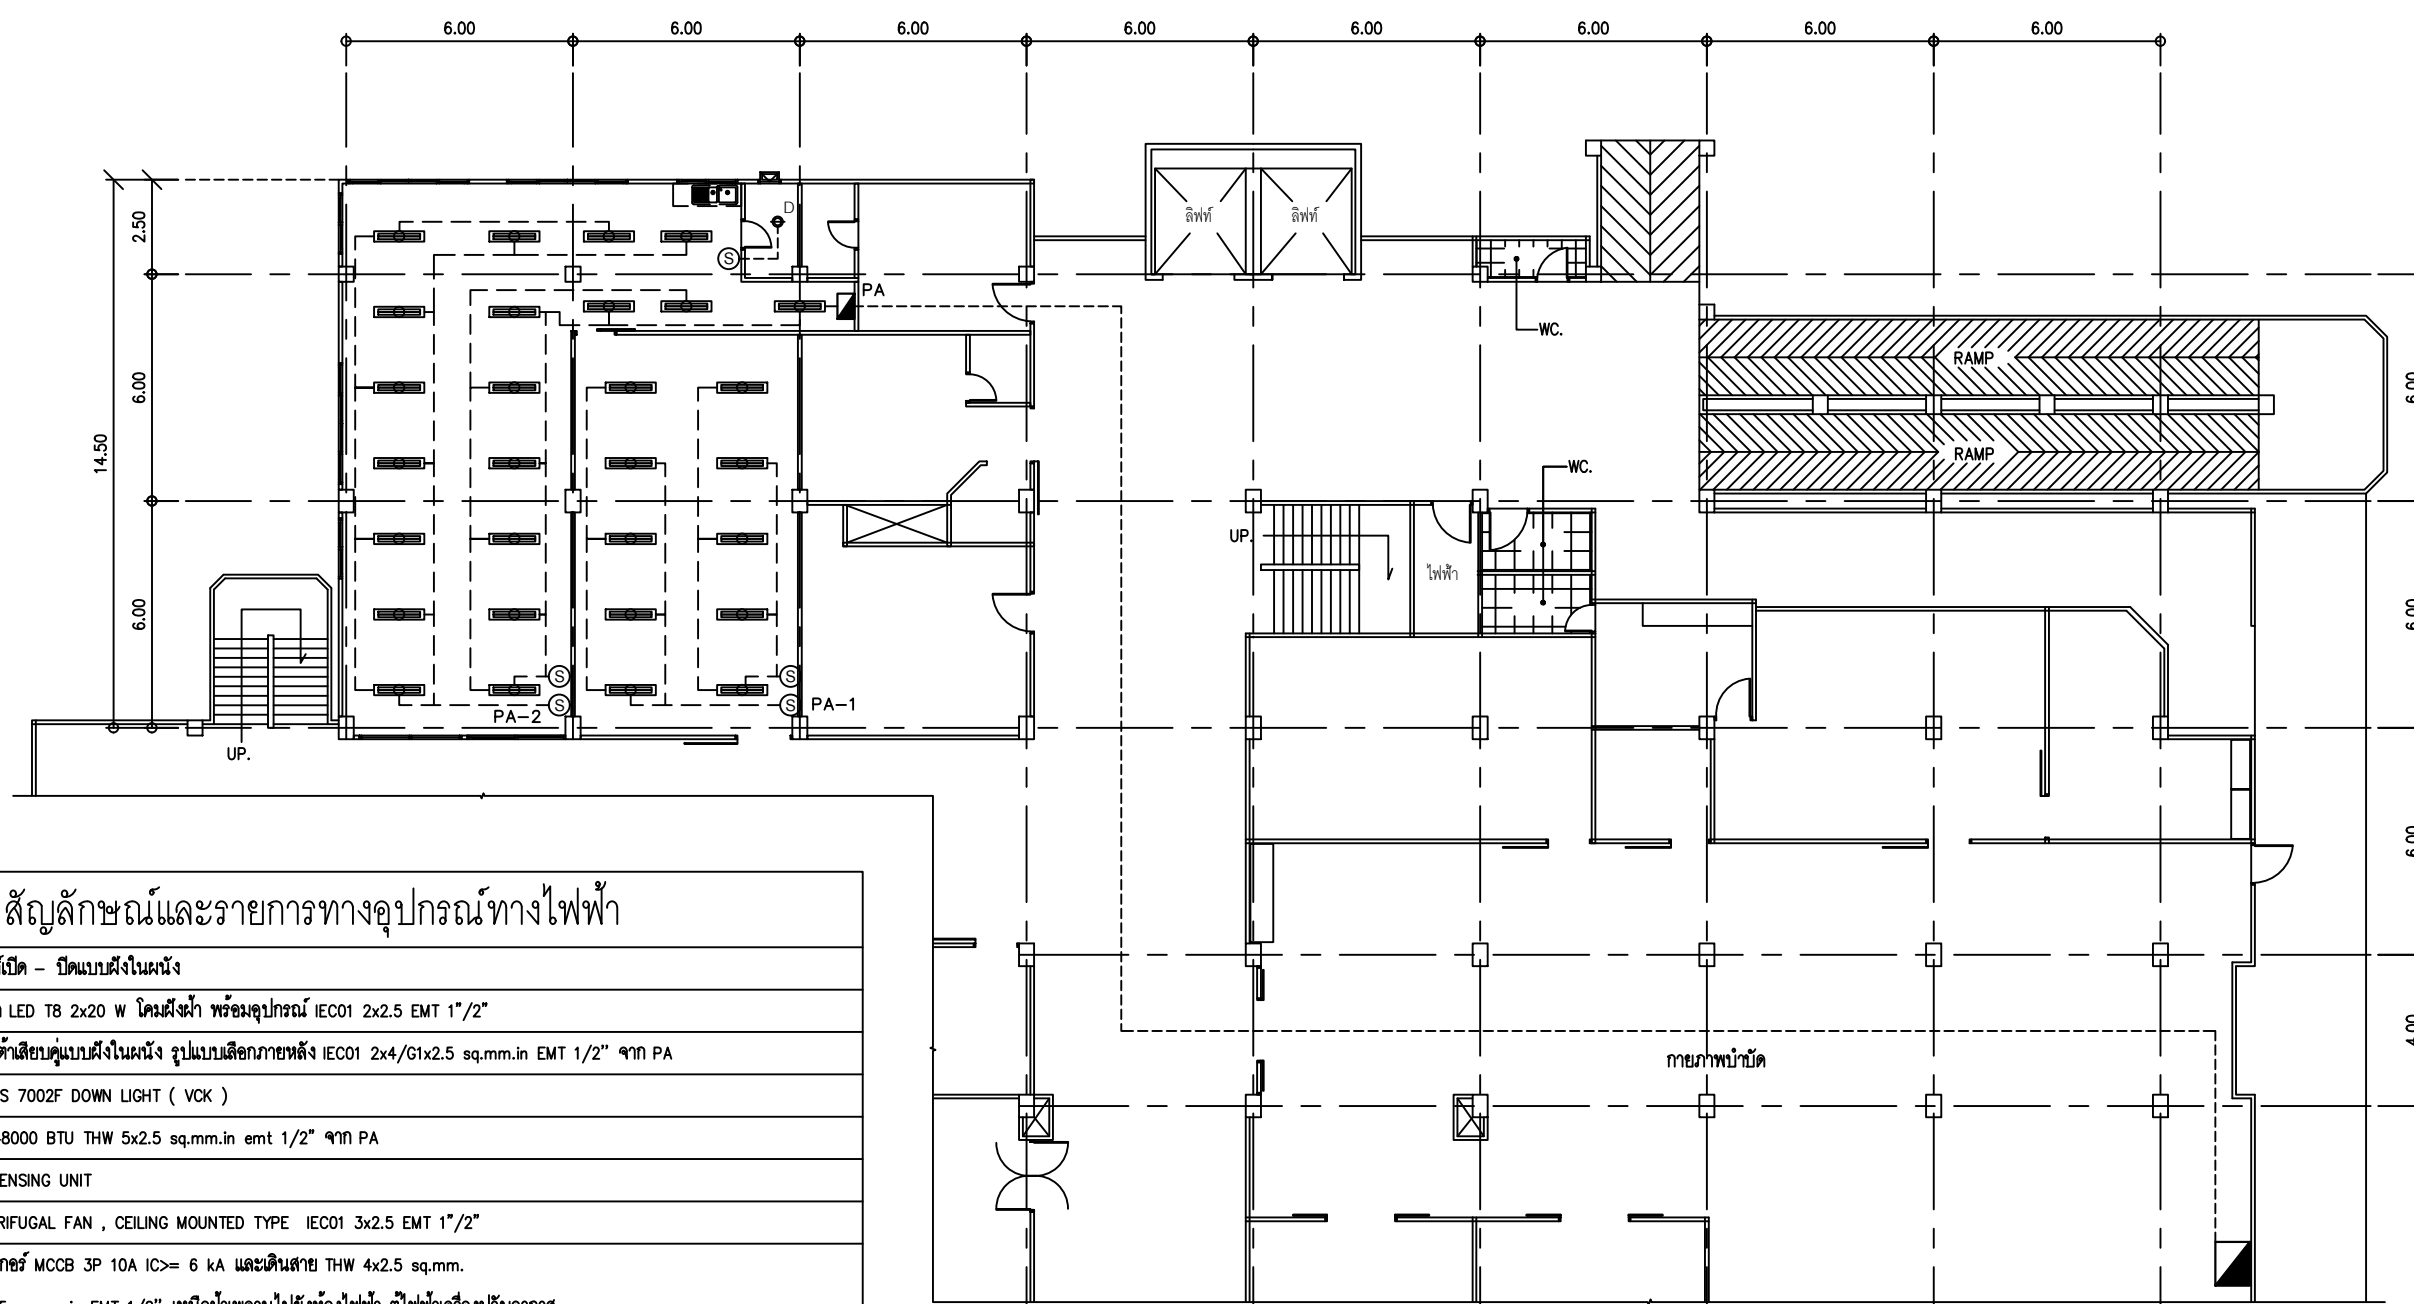 6.00 6.00 6.00 6.00 6.00 6.00 6.00 6.00
2.50
6.00
6.00
14.50
D
S
PA
ลิฟท์ ลิฟท์
WC.
RAMP
RAMP
6.00
WC.
UP.
ไฟฟ้า
6.00
S
S
PA-2
S
S
PA-1
UP.
6.00
4.00
กายภาพบำบัด
สัญลักษณ์และรายการทางอุปกรณ์ทางไฟฟ้า
เปิด - ปิดแบบฝังในผนัง
LED T8 2x20 W โคมฝังฝ้า พร้อมอุปกรณ์ IEC01 2x2.5 EMT 1"/2"
เต้าเสียบคู่แบบฝังในผนัง รูปแบบเลือกภายหลัง IEC01 2x4/G1x2.5 sq.mm.in EMT 1/2" จาก PA
S 7002F DOWN LIGHT ( VCK )
8000 BTU THW 5x2.5 sq.mm.in emt 1/2" จาก PA
ENSING UNIT
RIFUGAL FAN , CEILING MOUNTED TYPE IEC01 3x2.5 EMT 1"/2"
กอร์ MCCB 3P 10A IC>= 6 kA และเดินสาย THW 4x2.5 sq.mm.